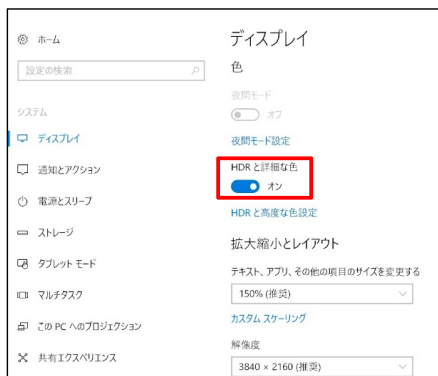 ホーム
設定の検索
システム
ディスプレイ
通知とアクション
電源とスリープ
ストレージ
タブレット モード
マルチタスク
この PC へのプロジェクション
共有エクスペリエンス
ディスプレイ
色
夜間モード
オフ
夜間モード設定
HDR と詳細な色
オン
HDR と高度な色設定
拡大縮小とレイアウト
テキスト、アプリ、その他の項目のサイズを変更する
150% (推奨)
カスタム スケーリング
解像度
3840 × 2160 (推奨)